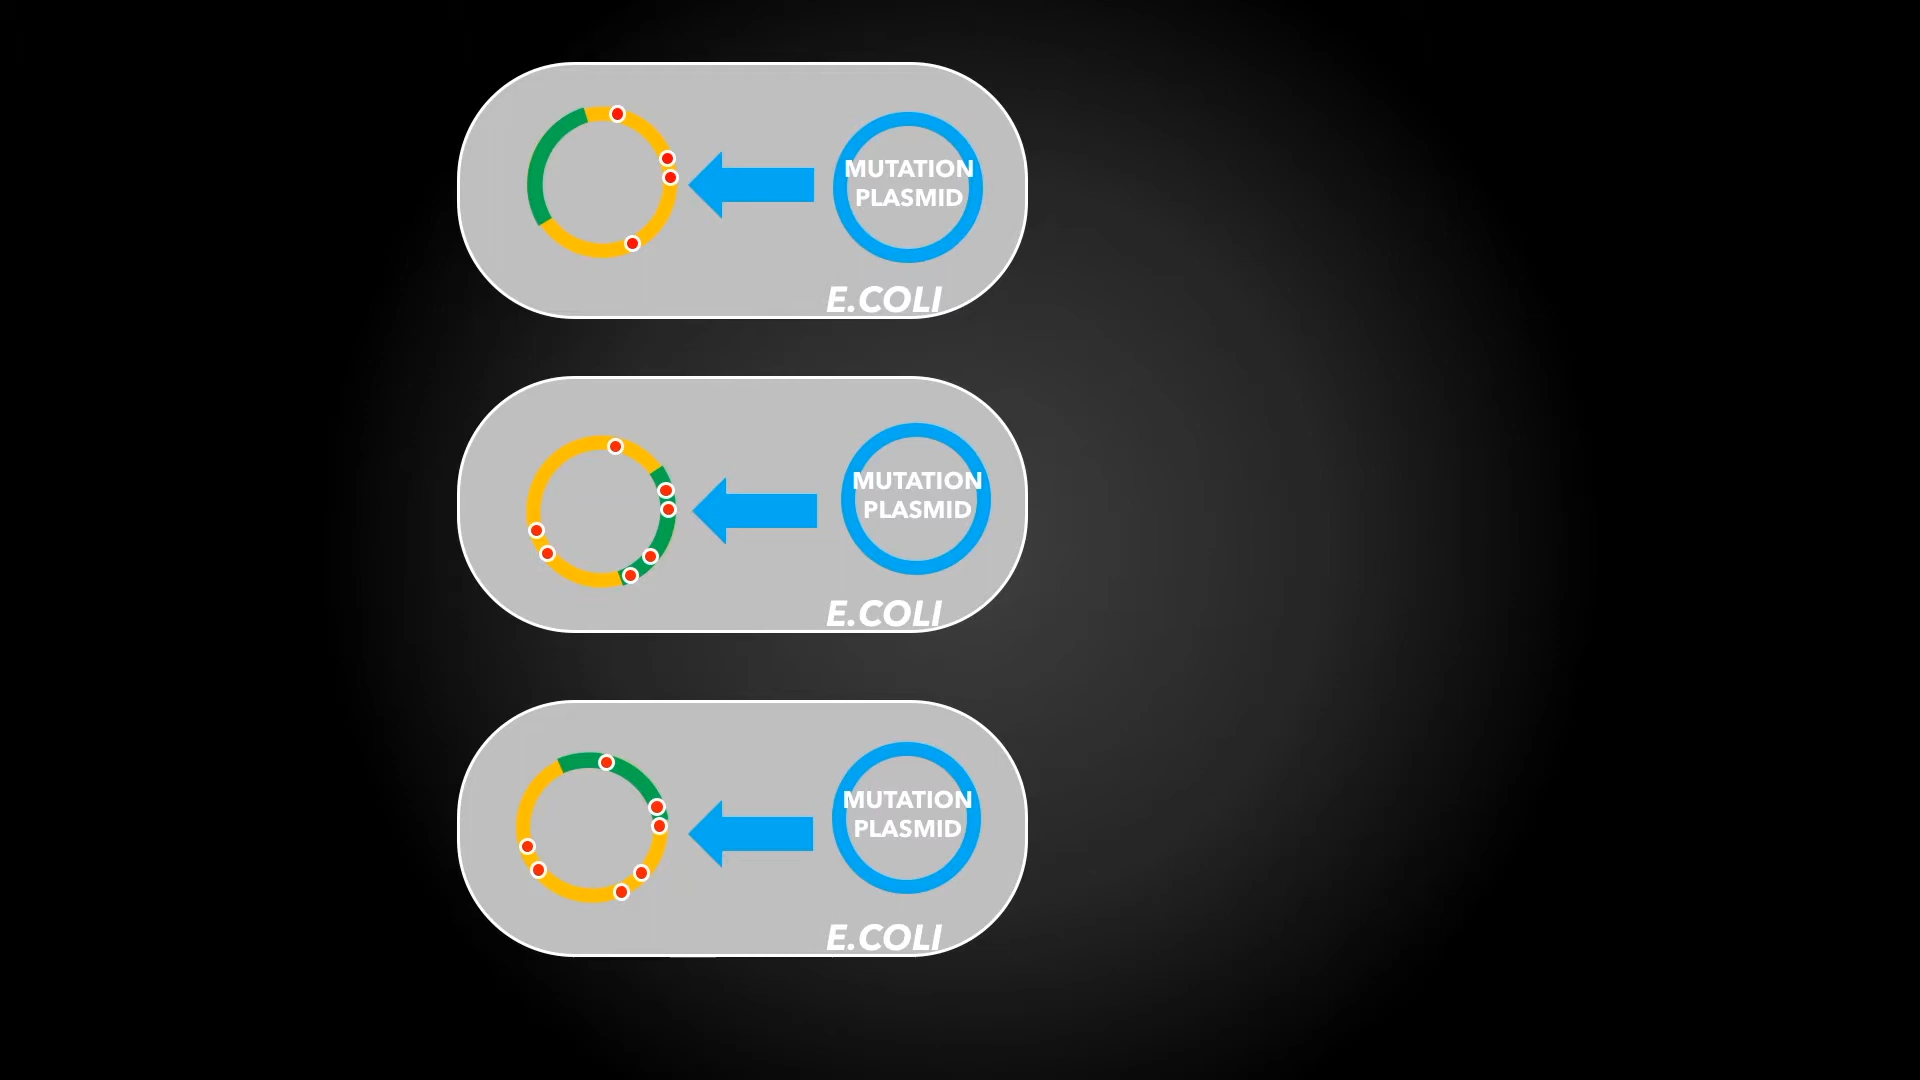 MUTATION
PLASMID
E.COLI
MUTATION
PLASMID
E.COLI
MUTATION
PLASMID
E.COLI